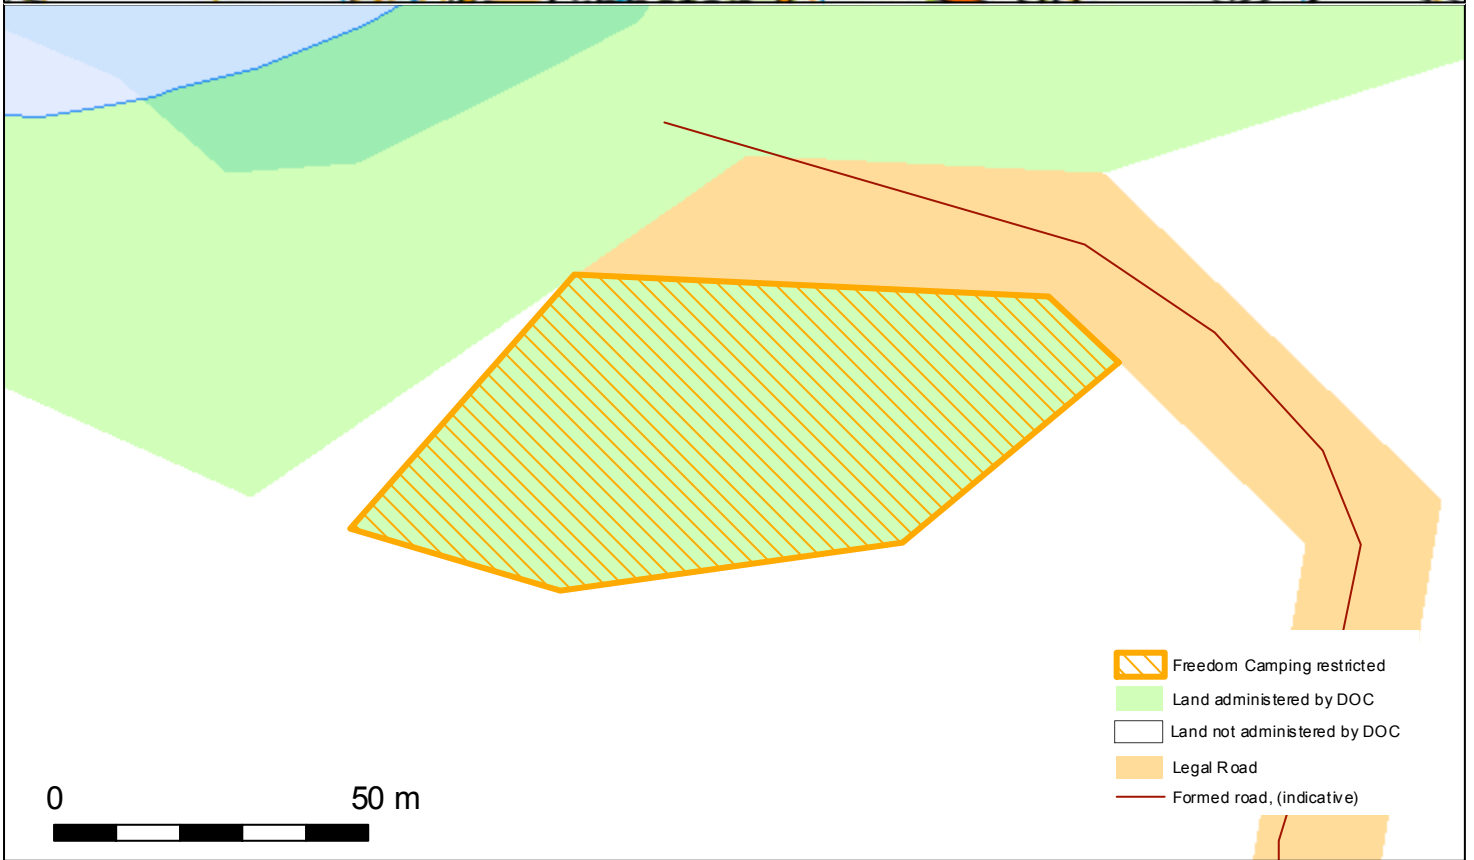 Freedom Camping restricted
Land administered by DOC
Land not administered by DOC
Legal Road
Formed road, (indicative)
0 50 m